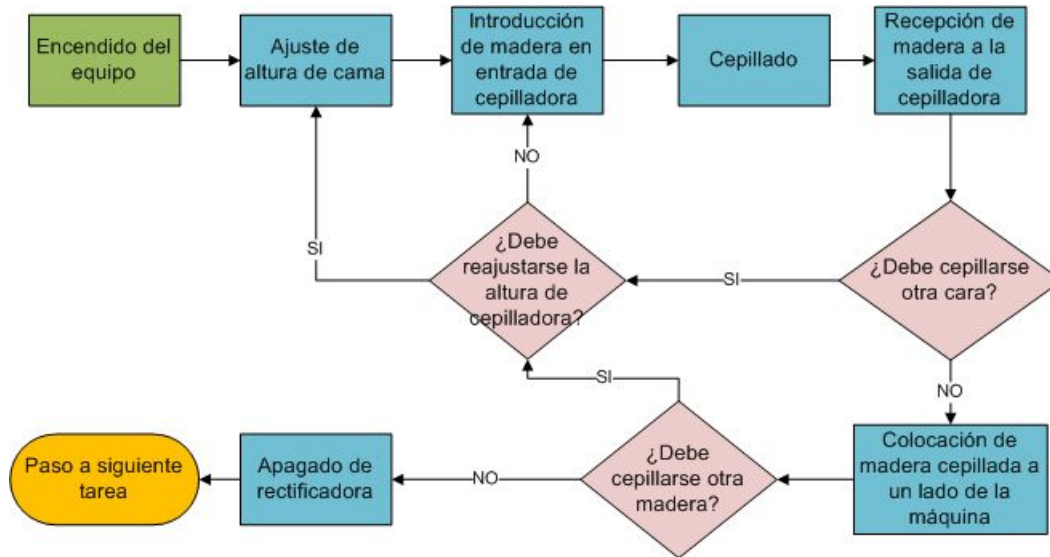 Encendido del
equipo
Ajuste de
altura de cama
Introducción
de madera en
entrada de
cepilladora
Cepillado
Recepción de
madera a la
salida de
cepilladora
NO
SI
¿Debe
reajustarse la
altura de
cepilladora?
SI
¿Debe cepillarse
otra cara?
SI
NO
Paso a siguiente
tarea
Apagado de
rectificadora
NO
¿Debe
cepillarse otra
madera?
Colocación de
madera cepillada a
un lado de la
máquina